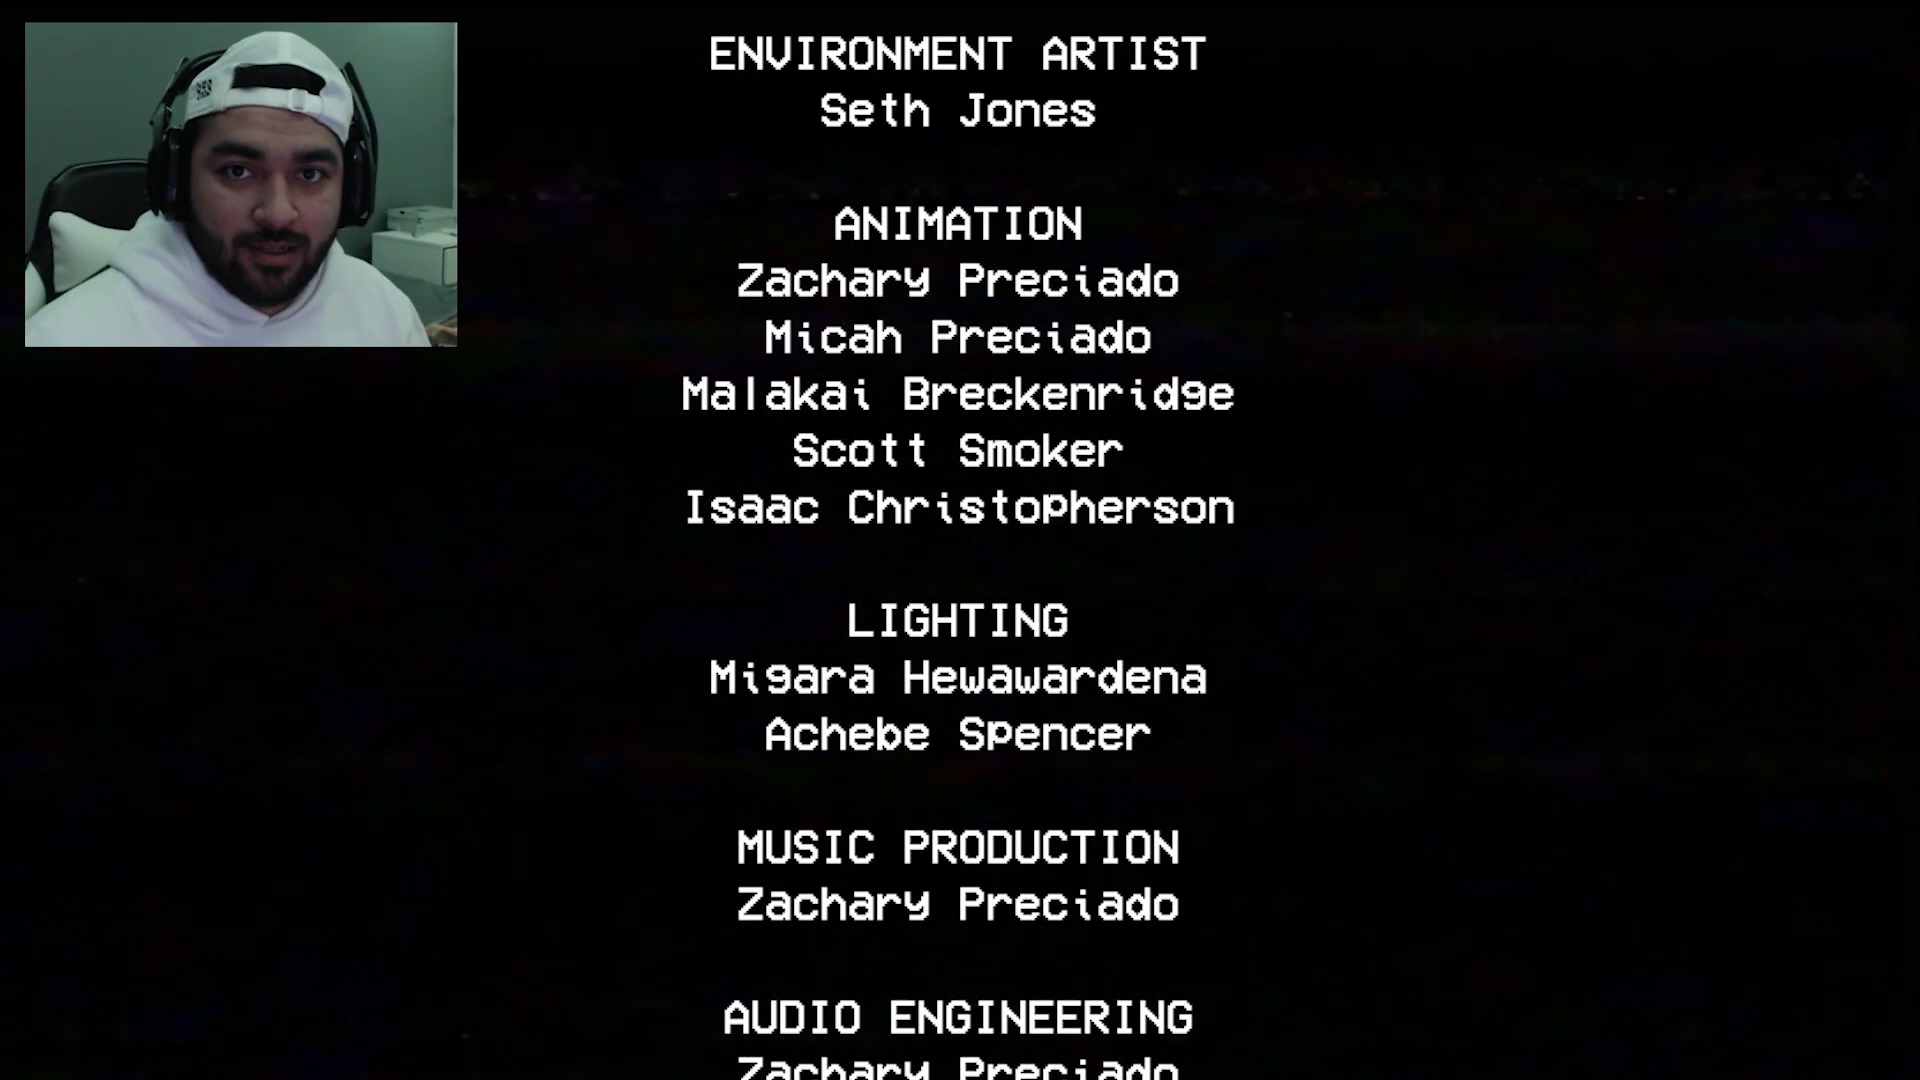 ENVIRONMENT ARTIST
Seth Jones
ANIMATION
Zachary Preciado
Micah Preciado
Malakai Breckenridge
Scott Smoker
Isaac Christopherson
LIGHTING
Migara Hewawardena
Achebe Spencer
MUSIC PRODUCTION
Zachary Preciado
AUDIO ENGINEERING
Zachary Preciado